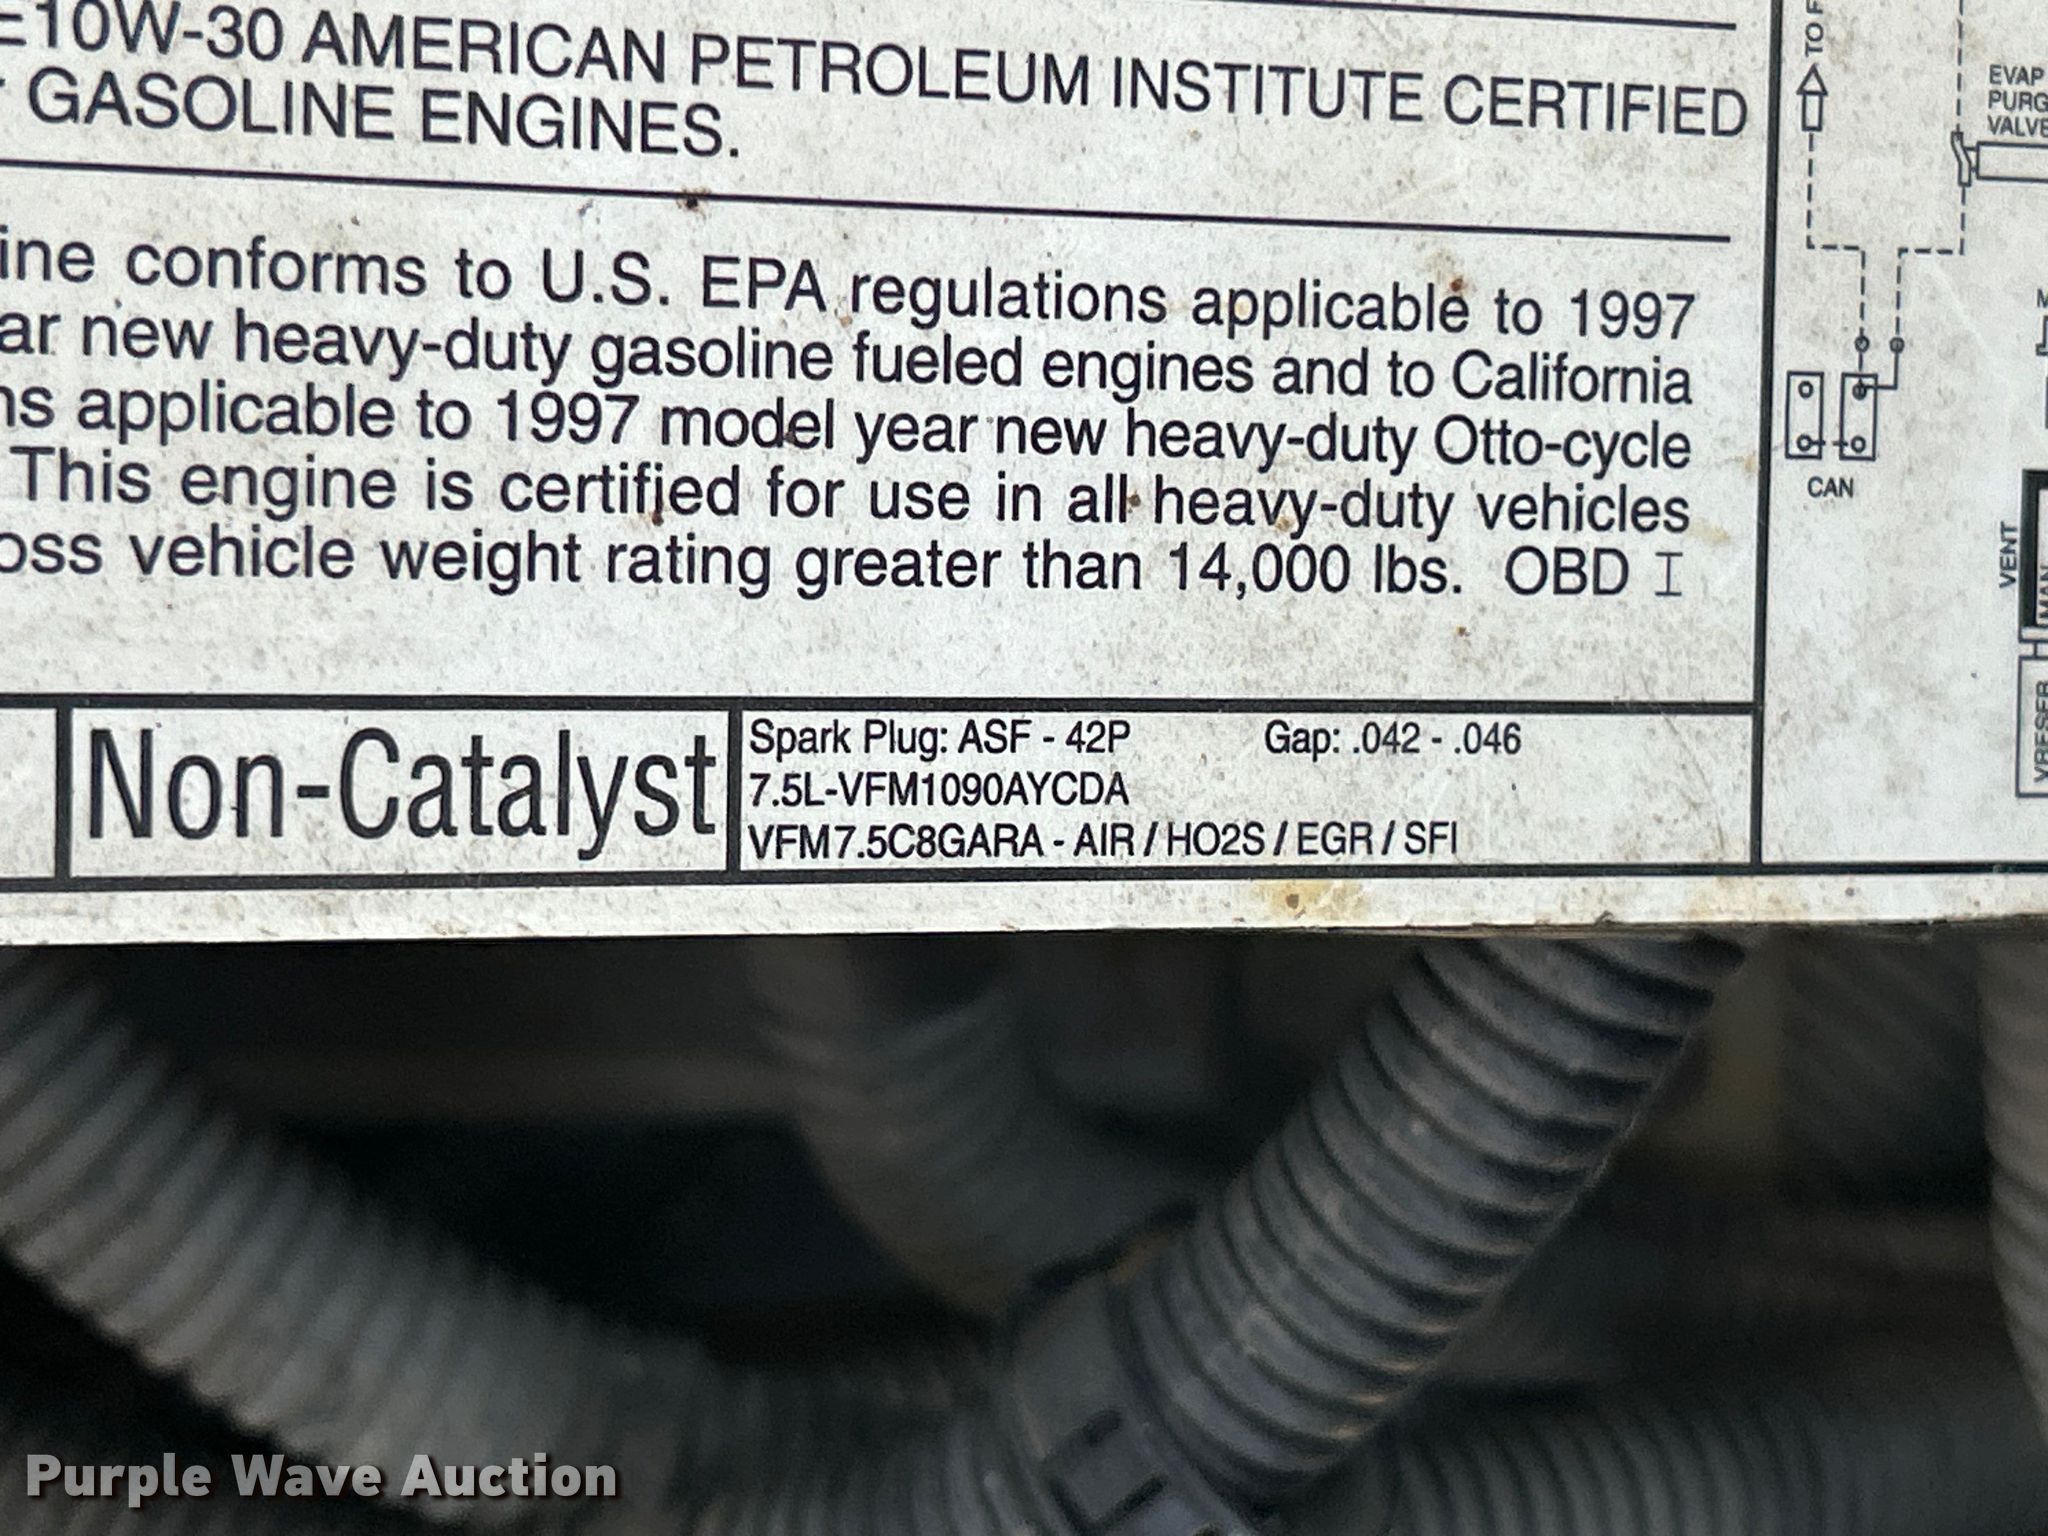 E10W-30 AMERICAN PETROLEUM INSTITUTE CERTIFIED
GASOLINE ENGINES.
ine conforms to U.S. EPA regulations applicable to 1997
ar new heavy-duty gasoline fueled engines and to California
ns applicable to 1997 model year new heavy-duty Otto-cycle
This engine is certified for use in all heavy-duty vehicles
oss vehicle weight rating greater than 14,000 lbs. OBD I
Non-Catalyst
Spark Plug: ASF - 42P Gap: .042 - .046
7.5L-VFM1090AYCDA
VFM7.5C8GARA - AIR / HO2S / EGR / SFI
TO F
EVAP
PURG
VALVE
CAN
VENT
MAN
VRESER
Purple Wave Auction